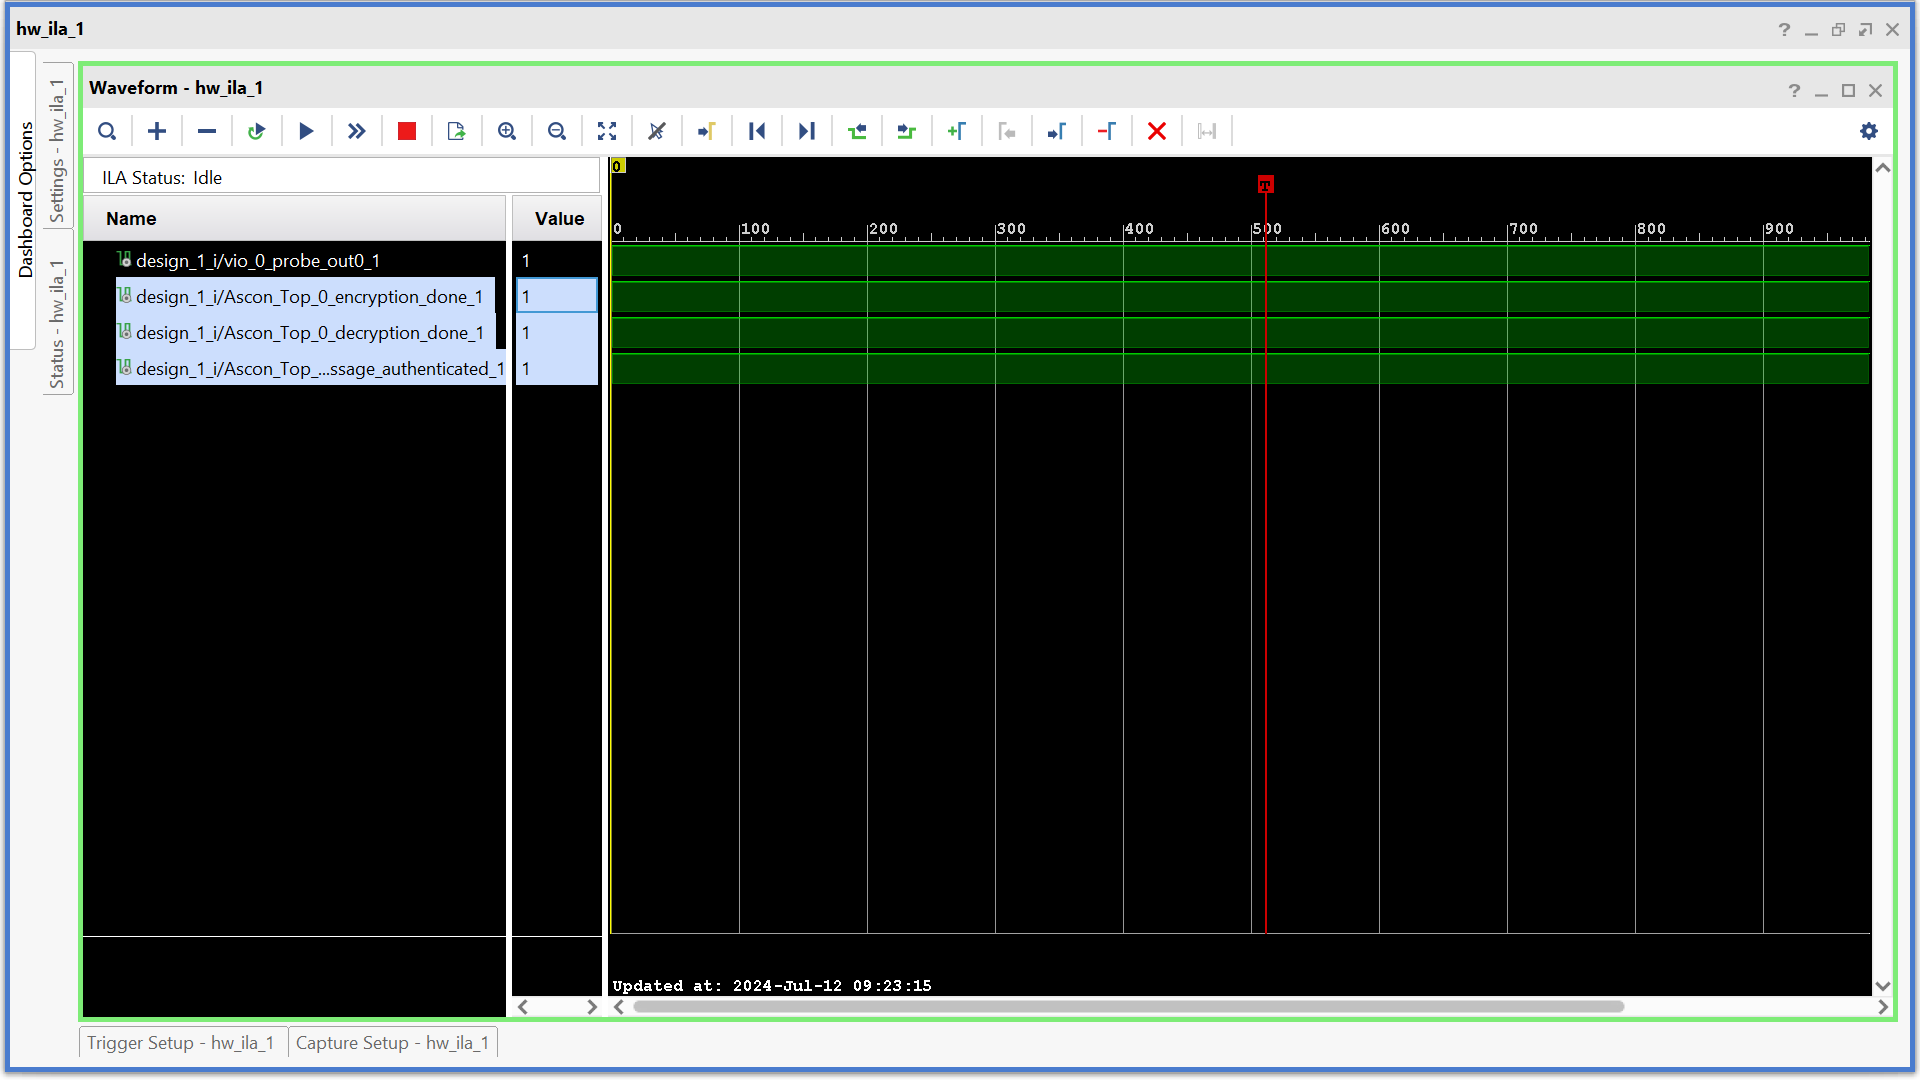 hw_ila_1
Dashboard Options
Settings - hw_ila_1
Status - hw_ila_1
Waveform - hw_ila_1
ILA Status: Idle
Name
Value
design_1_i/vio_0_probe_out0_1
1
design_1_i/Ascon_Top_0_encryption_done_1
1
design_1_i/Ascon_Top_0_decryption_done_1
1
design_1_i/Ascon_Top_...ssage_authenticated_1
1
0
T
0 100 200 300 400 500 600 700 800 900
Updated at: 2024-Jul-12 09:23:15
Trigger Setup - hw_ila_1
Capture Setup - hw_ila_1